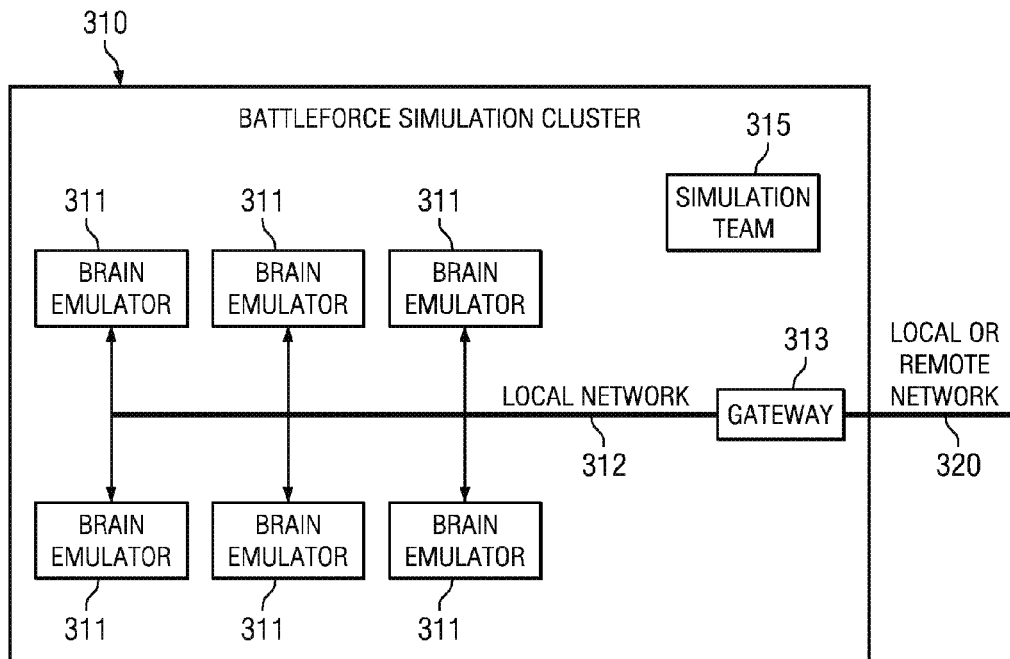 310
BATTLEFORCE SIMULATION CLUSTER
315
SIMULATION
TEAM
311 311 311
BRAIN BRAIN BRAIN
EMULATOR EMULATOR EMULATOR
313
LOCAL OR
REMOTE
NETWORK
LOCAL NETWORK
GATEWAY
312
320
BRAIN BRAIN BRAIN
EMULATOR EMULATOR EMULATOR
311 311 311